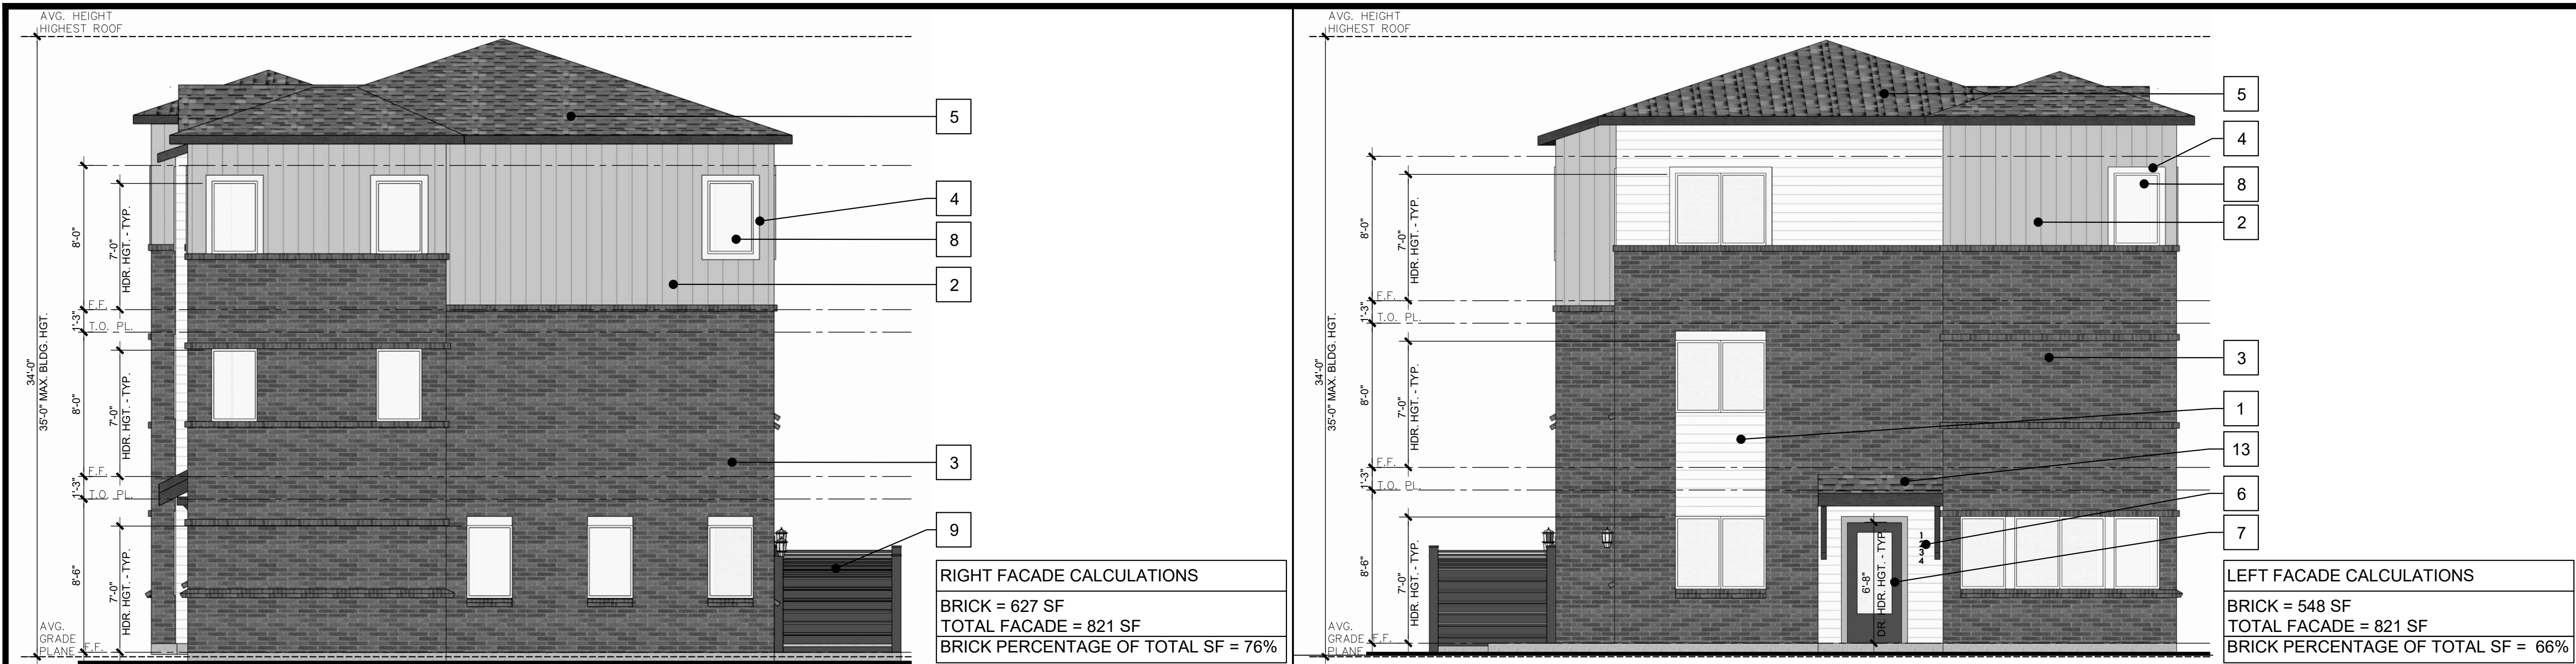 AVG. HEIGHT
HIGHEST ROOF
34'-0"
35'-0" MAX. BLDG. HGT.
8'-0"
7'-0"
HDR. HGT. - TYP.
F.F.
1'-3"
T.O. PL.
8'-0"
7'-0"
HDR. HGT. - TYP.
F.F.
1'-3"
T.O. PL.
8'-6"
7'-0"
HDR. HGT. - TYP.
AVG.
GRADE
PLANE
F.F.
5
4
8
2
3
9
RIGHT FACADE CALCULATIONS
BRICK = 627 SF
TOTAL FACADE = 821 SF
BRICK PERCENTAGE OF TOTAL SF = 76%
AVG. HEIGHT
HIGHEST ROOF
34'-0"
35'-0" MAX. BLDG. HGT.
8'-0"
7'-0"
HDR. HGT. - TYP.
F.F.
1'-3"
T.O. PL.
8'-0"
7'-0"
HDR. HGT. - TYP.
F.F.
1'-3"
T.O. PL.
8'-6"
7'-0"
HDR. HGT. - TYP.
AVG.
GRADE
PLANE
F.F.
6'-8"
DR. HDR. HGT. - TYP.
1
2
3
4
5
4
8
2
3
1
13
6
7
LEFT FACADE CALCULATIONS
BRICK = 548 SF
TOTAL FACADE = 821 SF
BRICK PERCENTAGE OF TOTAL SF = 66%